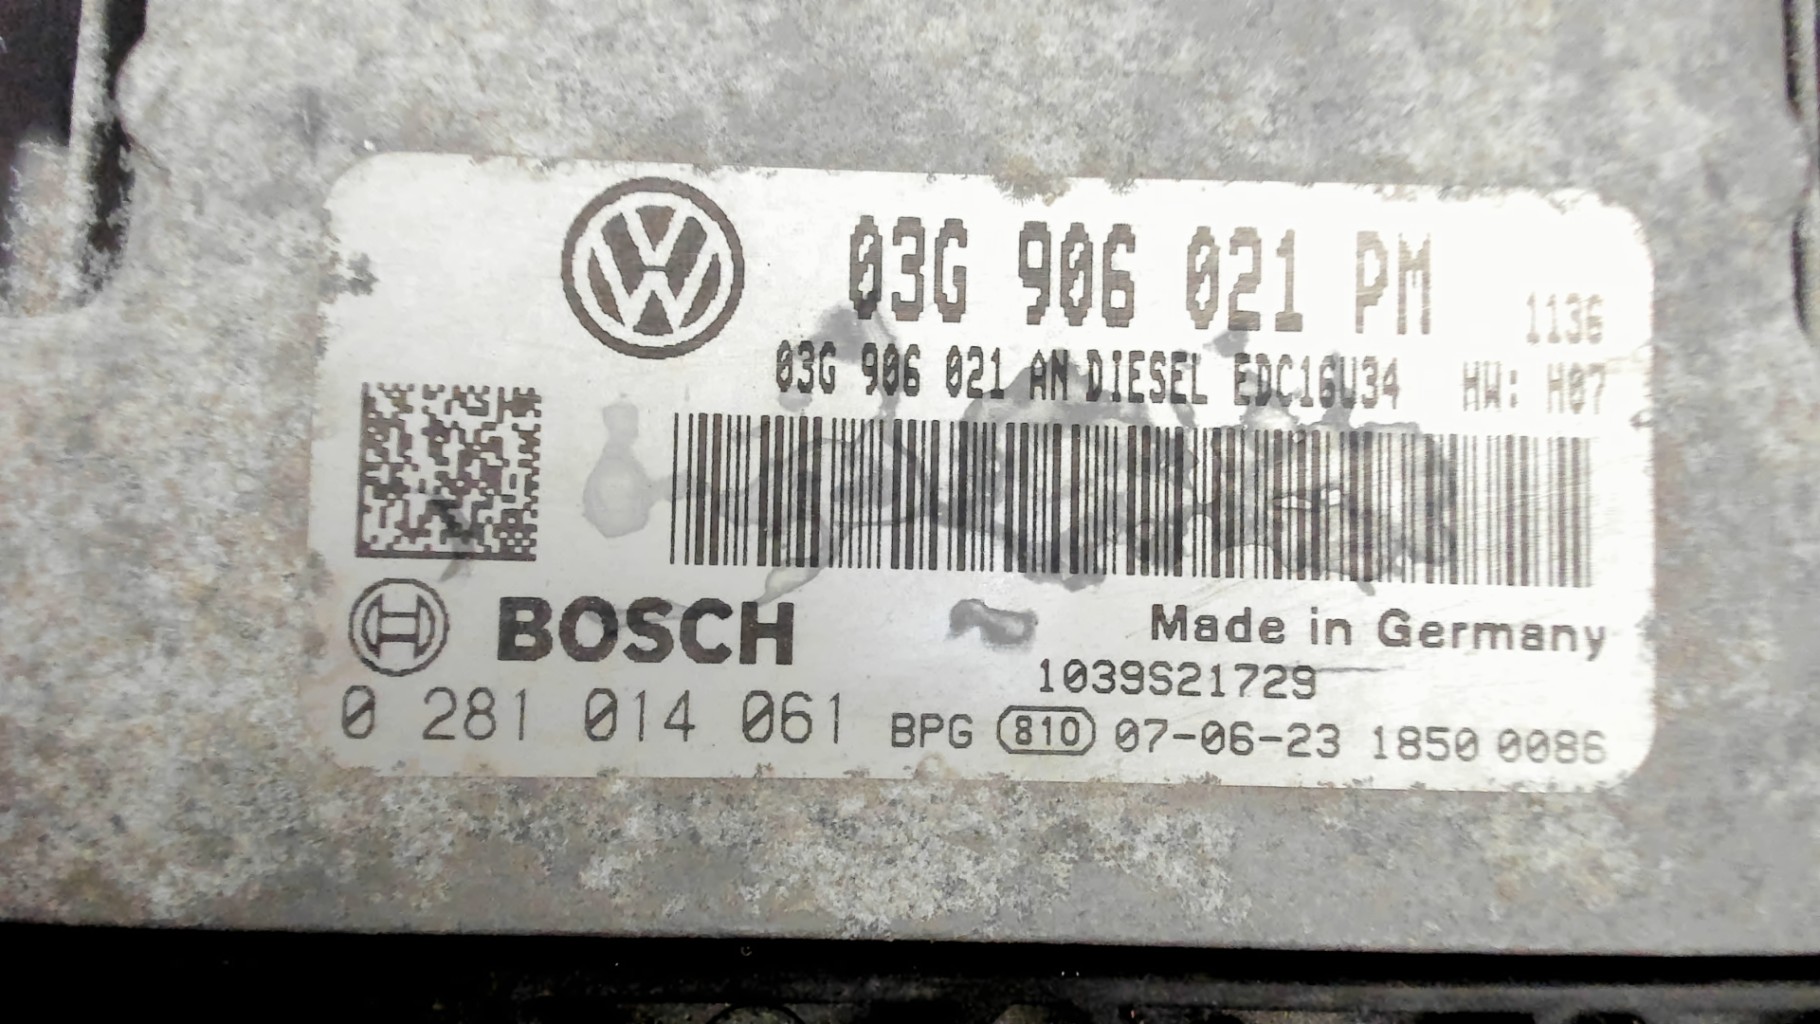 03G 906 021 PM 1136
03G 906 021 AN DIESEL EDC16U34 HW: H07
BOSCH
Made in Germany
1039S21729
0 281 014 061 BPG 810 07-06-23 1850 0086